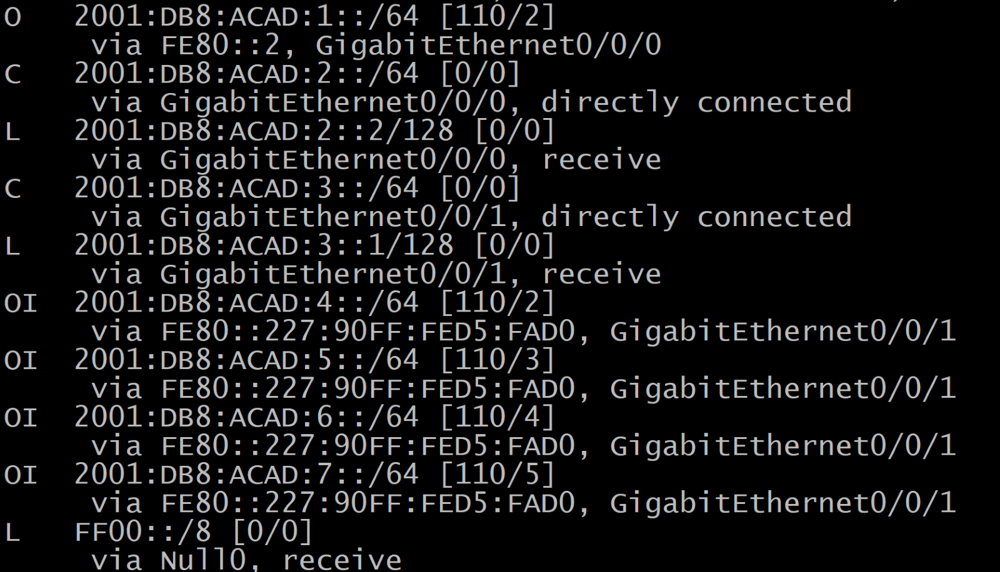 O   2001:DB8:ACAD:1::/64 [110/2]
     via FE80::2, GigabitEthernet0/0/0
C   2001:DB8:ACAD:2::/64 [0/0]
     via GigabitEthernet0/0/0, directly connected
L   2001:DB8:ACAD:2::2/128 [0/0]
     via GigabitEthernet0/0/0, receive
C   2001:DB8:ACAD:3::/64 [0/0]
     via GigabitEthernet0/0/1, directly connected
L   2001:DB8:ACAD:3::1/128 [0/0]
     via GigabitEthernet0/0/1, receive
OI  2001:DB8:ACAD:4::/64 [110/2]
     via FE80::227:90FF:FED5:FAD0, GigabitEthernet0/0/1
OI  2001:DB8:ACAD:5::/64 [110/3]
     via FE80::227:90FF:FED5:FAD0, GigabitEthernet0/0/1
OI  2001:DB8:ACAD:6::/64 [110/4]
     via FE80::227:90FF:FED5:FAD0, GigabitEthernet0/0/1
OI  2001:DB8:ACAD:7::/64 [110/5]
     via FE80::227:90FF:FED5:FAD0, GigabitEthernet0/0/1
L   FF00::/8 [0/0]
     via Null0, receive